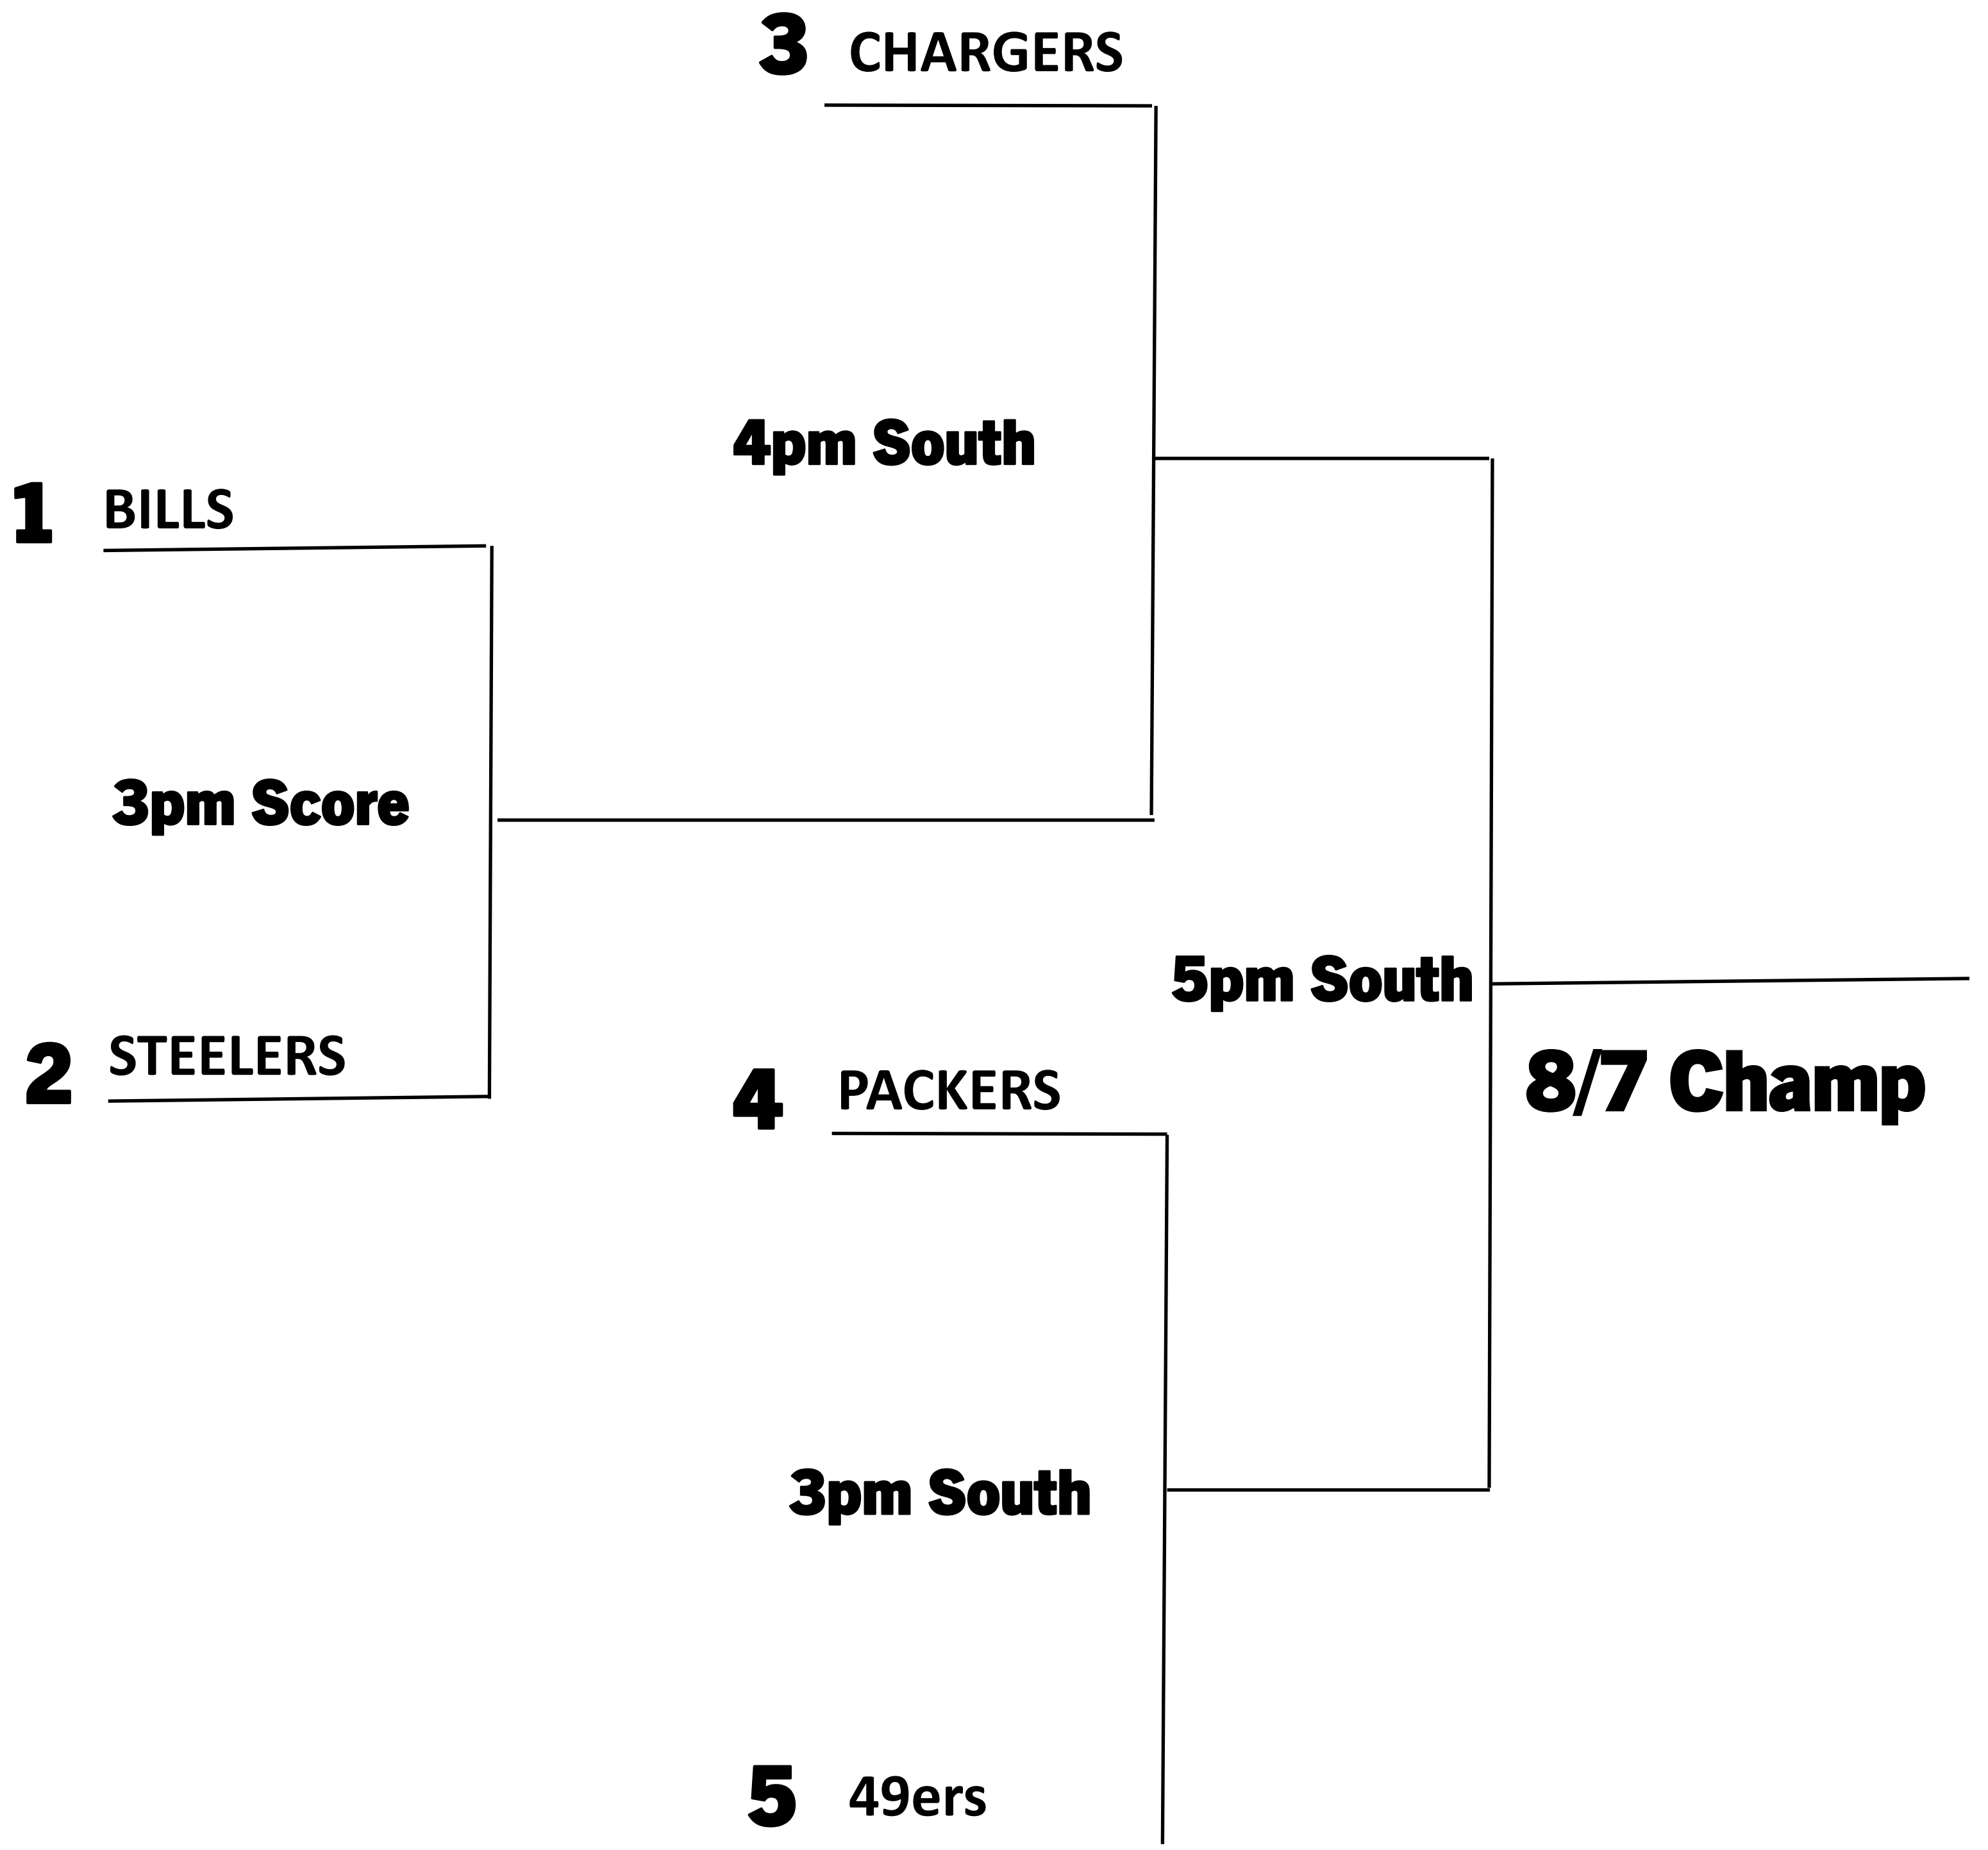 3 CHARGERS
4pm South
1 BILLS
3pm Score
5pm South
2 STEELERS
4 PACKERS
8/7 Champ
3pm South
5 49ers